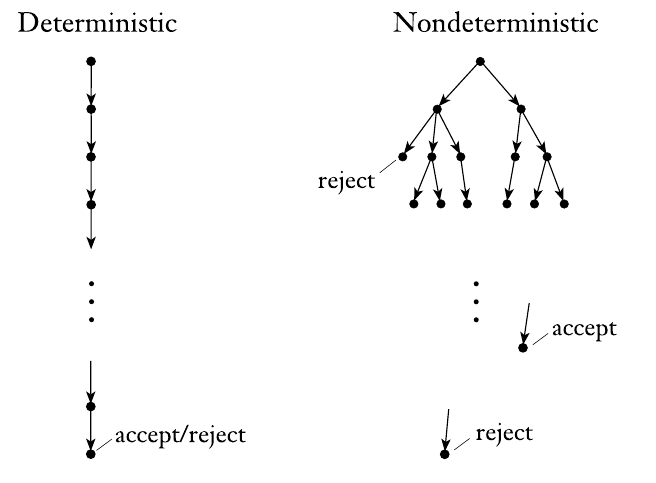 Deterministic
Nondeterministic
reject
accept
accept/reject
reject